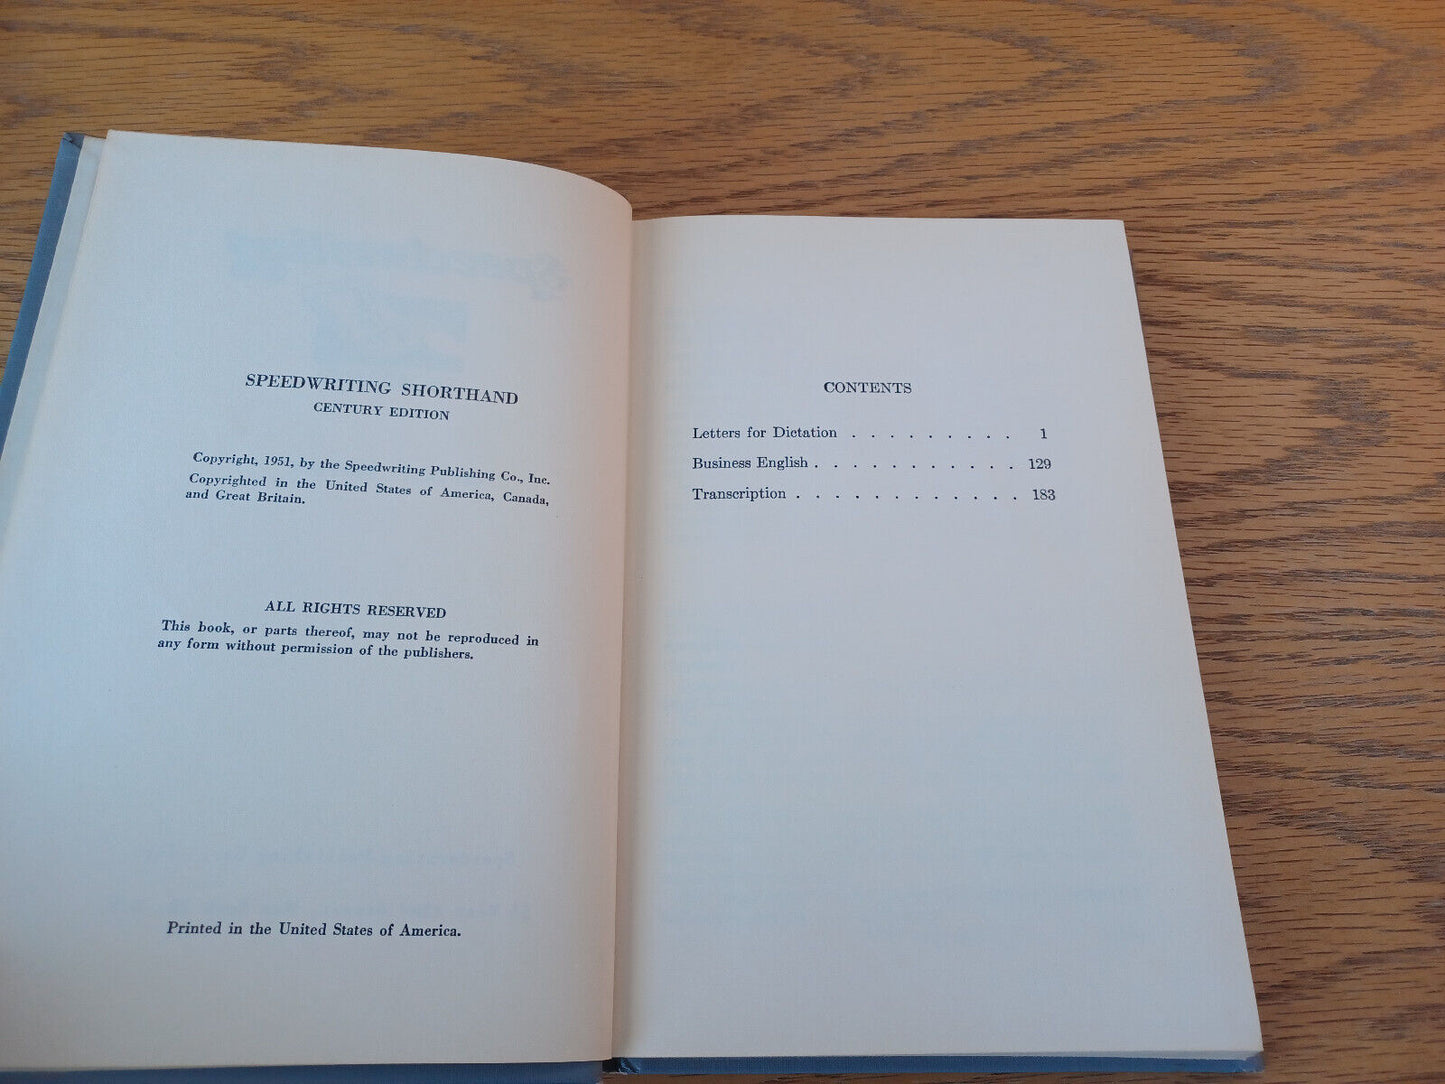 SPEEDWRITING SHORTHAND
CENTURY EDITION
Copyright, 1951, by the Speedwriting Publishing Co., Inc.
Copyrighted in the United States of America, Canada,
and Great Britain.
ALL RIGHTS RESERVED
This book, or parts thereof, may not be reproduced in
any form without permission of the publishers.
Printed in the United States of America.
CONTENTS
Letters for Dictation . . . . . . . . . 1
Business English . . . . . . . . . . . 129
Transcription . . . . . . . . . . . . 183